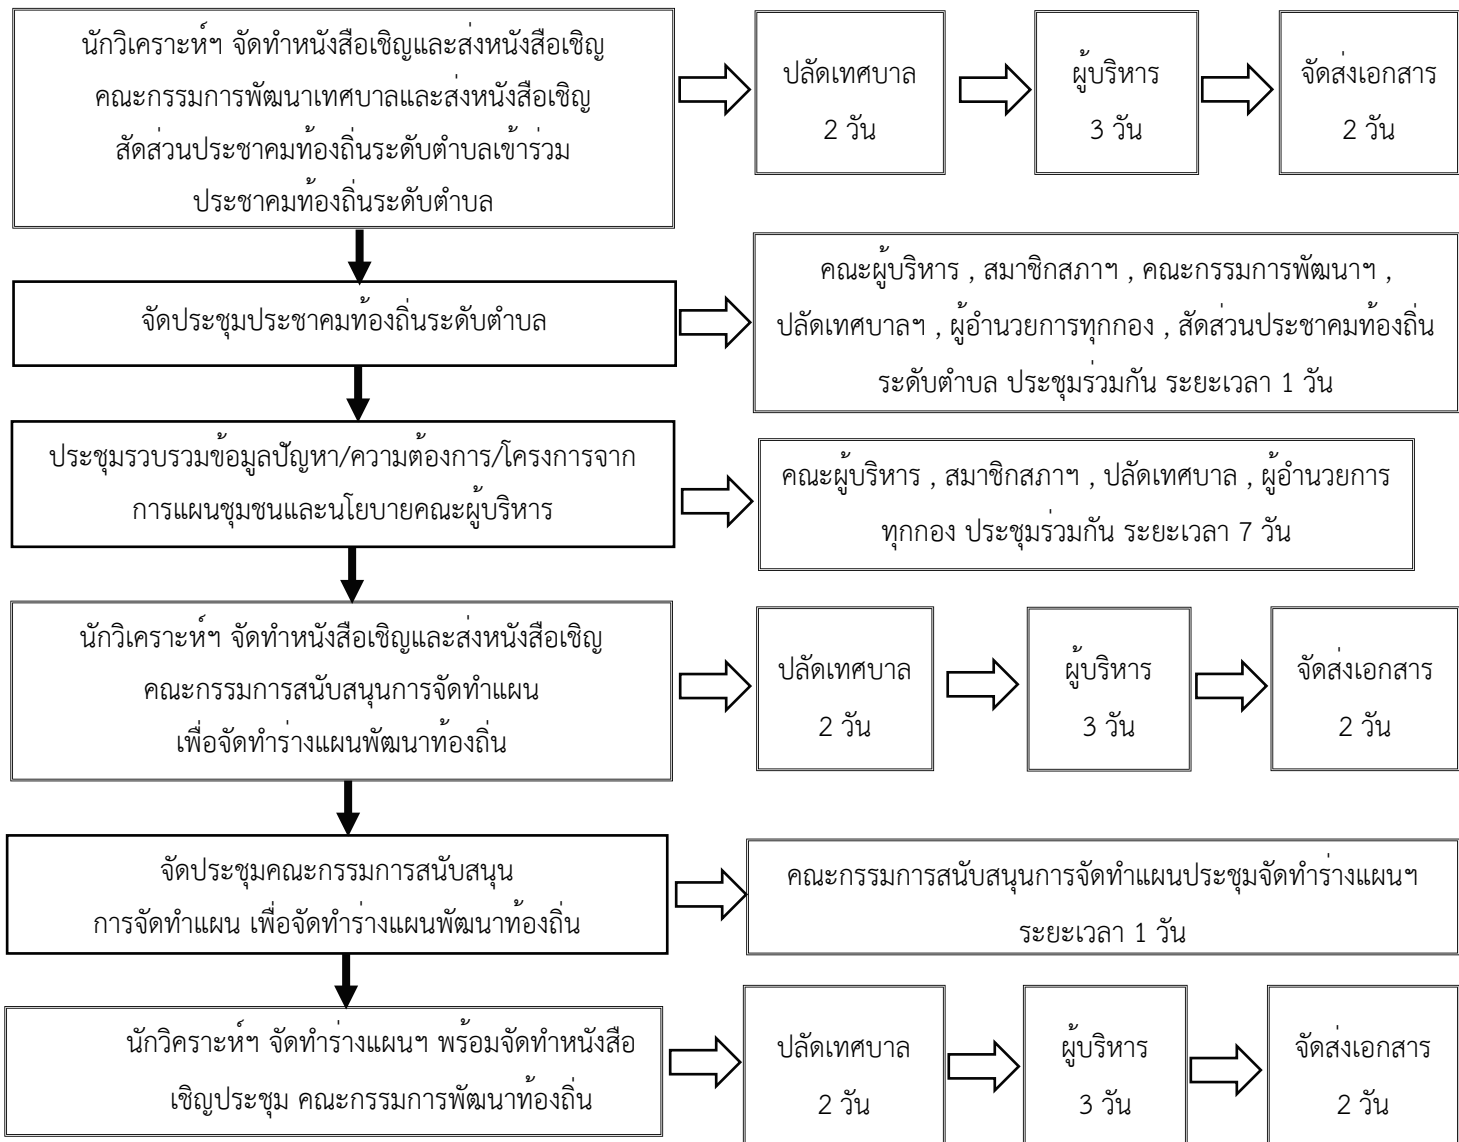 นักวิเคราะห์ฯ จัดทำหนังสือเชิญและส่งหนังสือเชิญ
คณะกรรมการพัฒนาเทศบาลและส่งหนังสือเชิญ
สัดส่วนประชาคมท้องถิ่นระดับตำบลเข้าร่วม
ประชาคมท้องถิ่นระดับตำบล
ปลัดเทศบาล
2 วัน
ผู้บริหาร
3 วัน
จัดส่งเอกสาร
2 วัน
จัดประชุมประชาคมท้องถิ่นระดับตำบล
คณะผู้บริหาร , สมาชิกสภาฯ , คณะกรรมการพัฒนาฯ ,
ปลัดเทศบาลฯ , ผู้อำนวยการทุกกอง , สัดส่วนประชาคมท้องถิ่น
ระดับตำบล ประชุมร่วมกัน ระยะเวลา 1 วัน
ประชุมรวบรวมข้อมูลปัญหา/ความต้องการ/โครงการจาก
การแผนชุมชนและนโยบายคณะผู้บริหาร
คณะผู้บริหาร , สมาชิกสภาฯ , ปลัดเทศบาล , ผู้อำนวยการ
ทุกกอง ประชุมร่วมกัน ระยะเวลา 7 วัน
นักวิเคราะห์ฯ จัดทำหนังสือเชิญและส่งหนังสือเชิญ
คณะกรรมการสนับสนุนการจัดทำแผน
เพื่อจัดทำร่างแผนพัฒนาท้องถิ่น
ปลัดเทศบาล
2 วัน
ผู้บริหาร
3 วัน
จัดส่งเอกสาร
2 วัน
จัดประชุมคณะกรรมการสนับสนุน
การจัดทำแผน เพื่อจัดทำร่างแผนพัฒนาท้องถิ่น
คณะกรรมการสนับสนุนการจัดทำแผนประชุมจัดทำร่างแผนฯ
ระยะเวลา 1 วัน
นักวิคราะห์ฯ จัดทำร่างแผนฯ พร้อมจัดทำหนังสือ
เชิญประชุม คณะกรรมการพัฒนาท้องถิ่น
ปลัดเทศบาล
2 วัน
ผู้บริหาร
3 วัน
จัดส่งเอกสาร
2 วัน